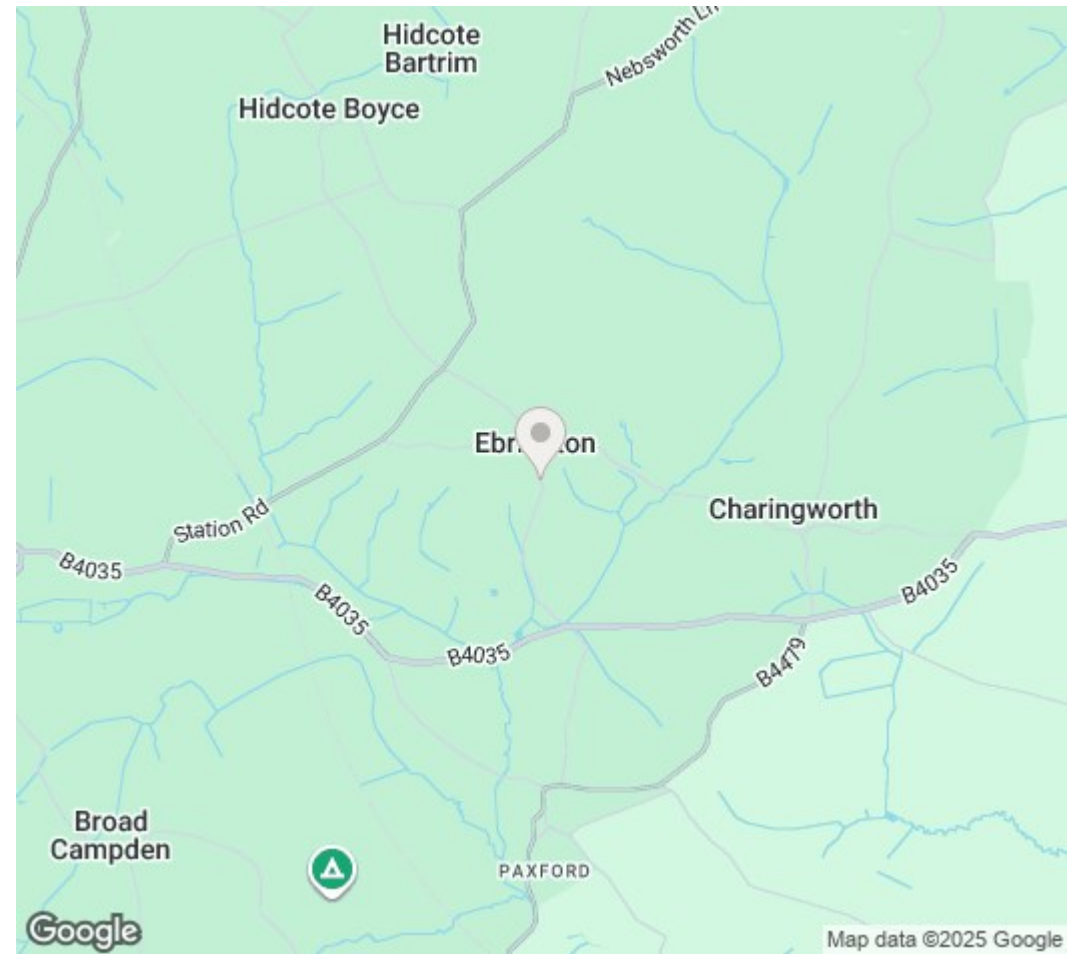 Hidcote
Bartrim
Nebsworth Ln
Hidcote Boyce
Charingworth
Station Rd
B4035
B4035
B4035
B4035
B4479
Broad
Campden
PAXFORD
Google
Map data ©2025 Google